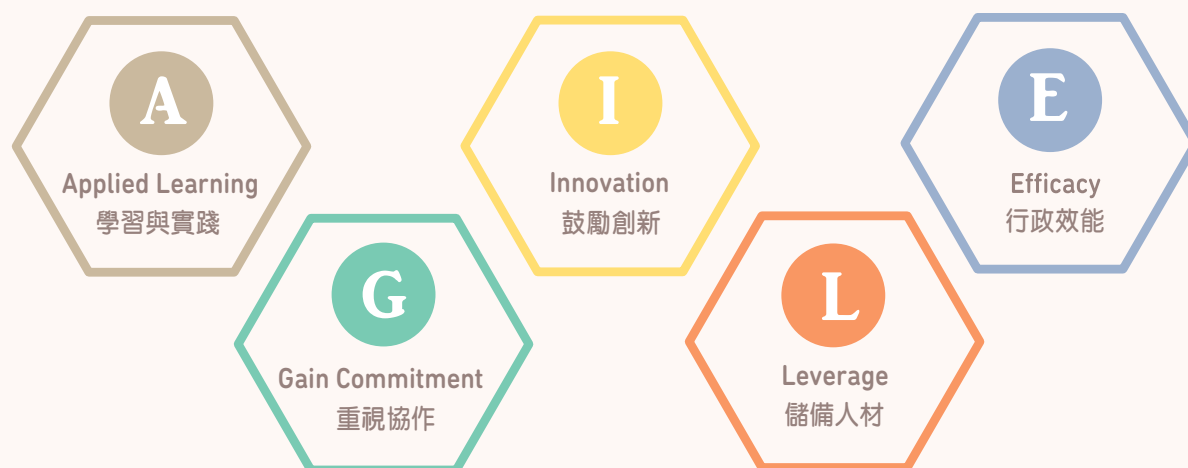 A
Applied Learning
學習與實踐
G
Gain Commitment
重視協作
I
Innovation
鼓勵創新
L
Leverage
儲備人材
E
Efficacy
行政效能